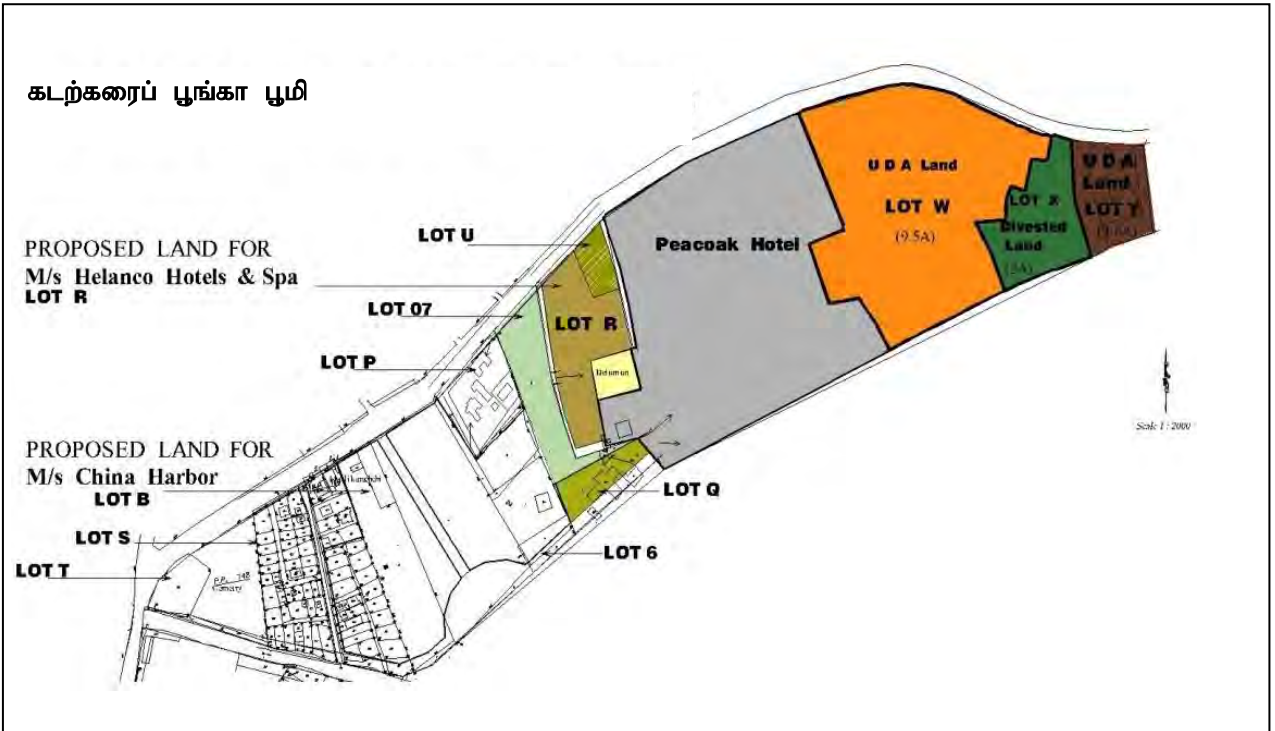 கடற்கரைப் பூங்கா பூமி
U D A Land
LOT W
(9.5A)
U D A
Land
LOT Y
LOT X
Divested
Land
(5A)
Peacoak Hotel
LOT U
PROPOSED LAND FOR
M/s Helanco Hotels & Spa
LOT R
LOT 07
LOT R
LOT P
Scale 1 : 2000
PROPOSED LAND FOR
M/s China Harbor
LOT B
LOT Q
LOT S
LOT 6
LOT T